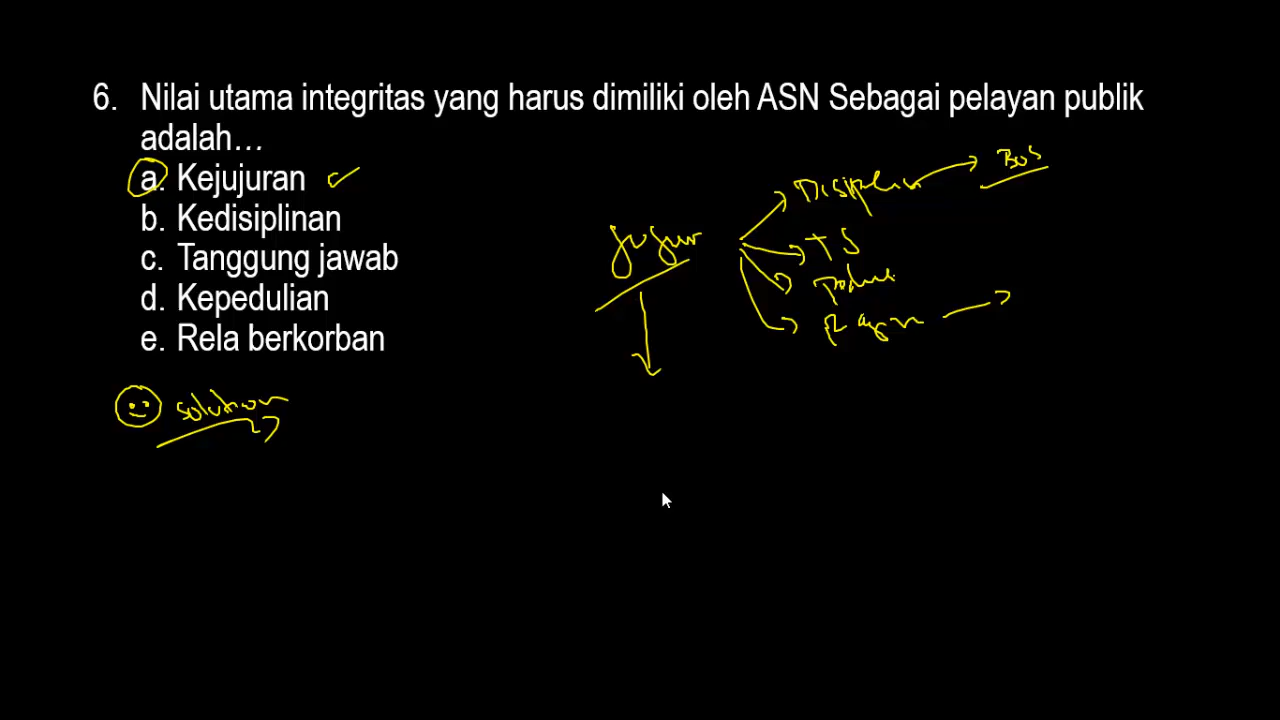 6. Nilai utama integritas yang harus dimiliki oleh ASN Sebagai pelayan publik
adalah...
a. Kejujuran
b. Kedisiplinan
c. Tanggung jawab
d. Kepedulian
e. Rela berkorban
Disiplin
BOS
Jujur
TJ
solution